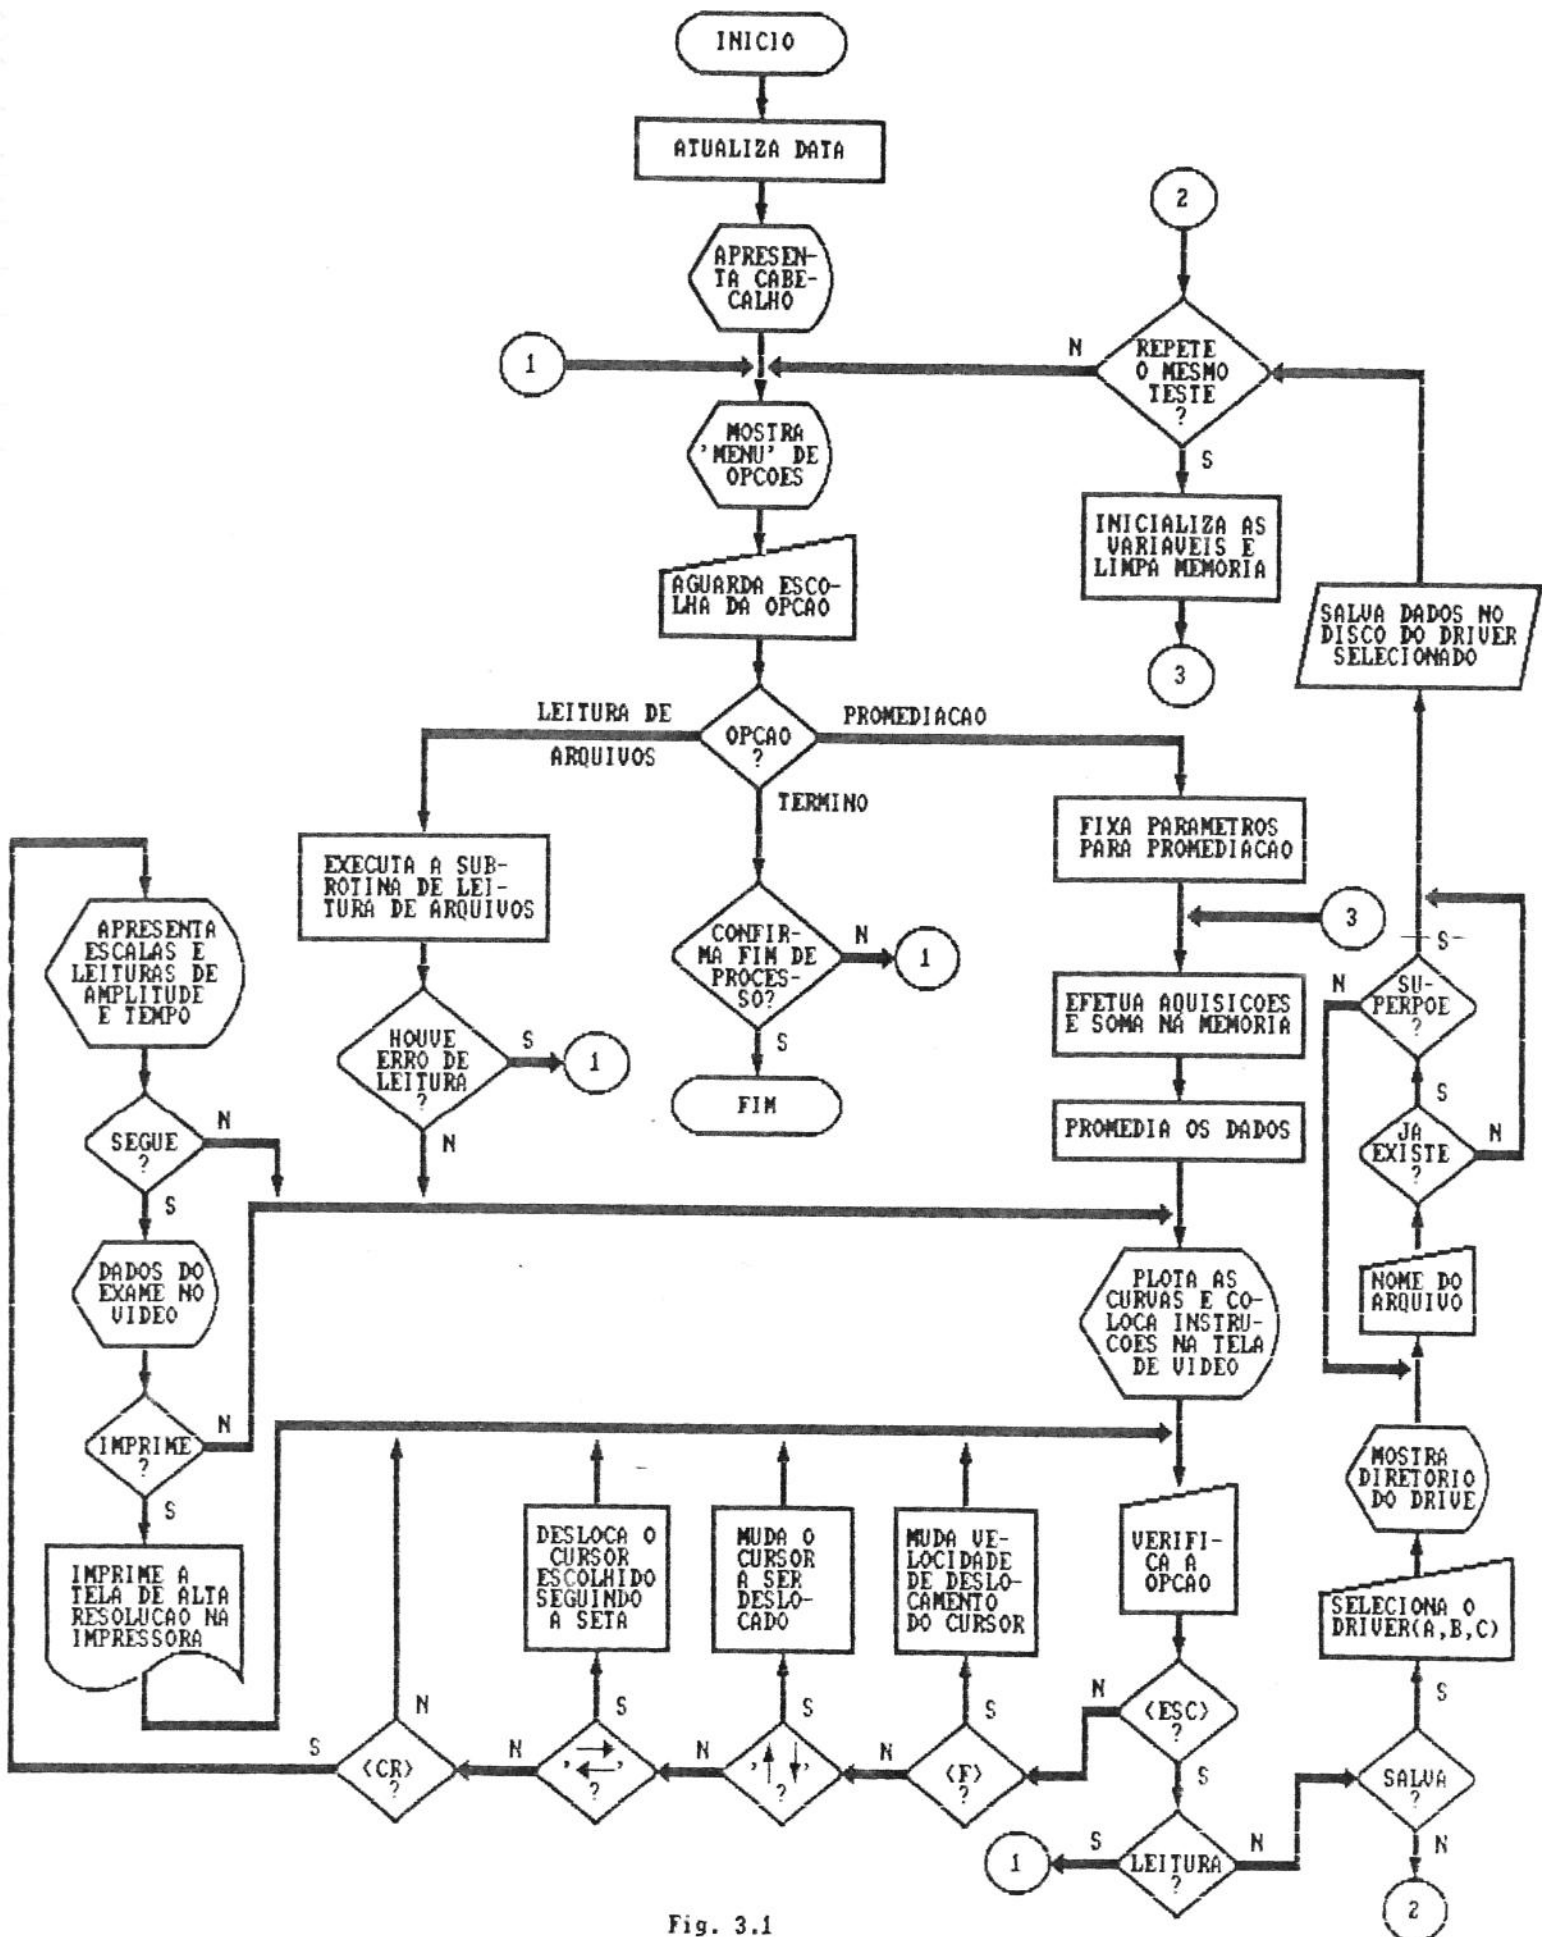 INICIO
ATUALIZA DATA
2
APRESEN-
TA CABE-
CALHO
1
N
REPETE
O MESMO
TESTE
?
S
MOSTRA
'MENU' DE
OPCOES
INICIALIZA AS
VARIAVEIS E
LIMPA MEMORIA
AGUARDA ESCO-
LHA DA OPCAO
3
SALVA DADOS NO
DISCO DO DRIVER
SELECIONADO
LEITURA DE
ARQUIVOS
OPCAO
?
PROMEDIACAO
TERMINO
EXECUTA A SUB-
ROTINA DE LEI-
TURA DE ARQUIVOS
FIXA PARAMETROS
PARA PROMEDIACAO
3
APRESENTA
ESCALAS E
LEITURAS DE
AMPLITUDE
E TEMPO
CONFIR-
MA FIM DE
PROCES-
SO?
N
1
S
FIM
HOUVE
ERRO DE
LEITURA
?
S
1
N
EFETUA AQUISICOES
E SOMA NA MEMORIA
PROMEDIA OS DADOS
S
N
SU-
PERPOE
?
S
JA
EXISTE
?
N
SEGUE
?
N
S
DADOS DO
EXAME NO
VIDEO
PLOTA AS
CURVAS E CO-
LOCA INSTRU-
COES NA TELA
DE VIDEO
NOME DO
ARQUIVO
IMPRIME
?
N
S
MOSTRA
DIRETORIO
DO DRIVE
IMPRIME A
TELA DE ALTA
RESOLUCAO NA
IMPRESSORA
DESLOCA O
CURSOR
ESCOLHIDO
SEGUINDO
A SETA
MUDA O
CURSOR
A SER
DESLO-
CADO
MUDA VE-
LOCIDADE
DE DESLO-
CAMENTO
DO CURSOR
VERIFI-
CA A
OPCAO
SELECIONA O
DRIVER(A,B,C)
S
<CR>
?
N
N
'→
←'
?
S
N
'↑ ↓'
?
S
N
<F>
?
S
N
<ESC>
?
S
S
SALVA
?
N
2
1
S
LEITURA
?
N
Fig. 3.1